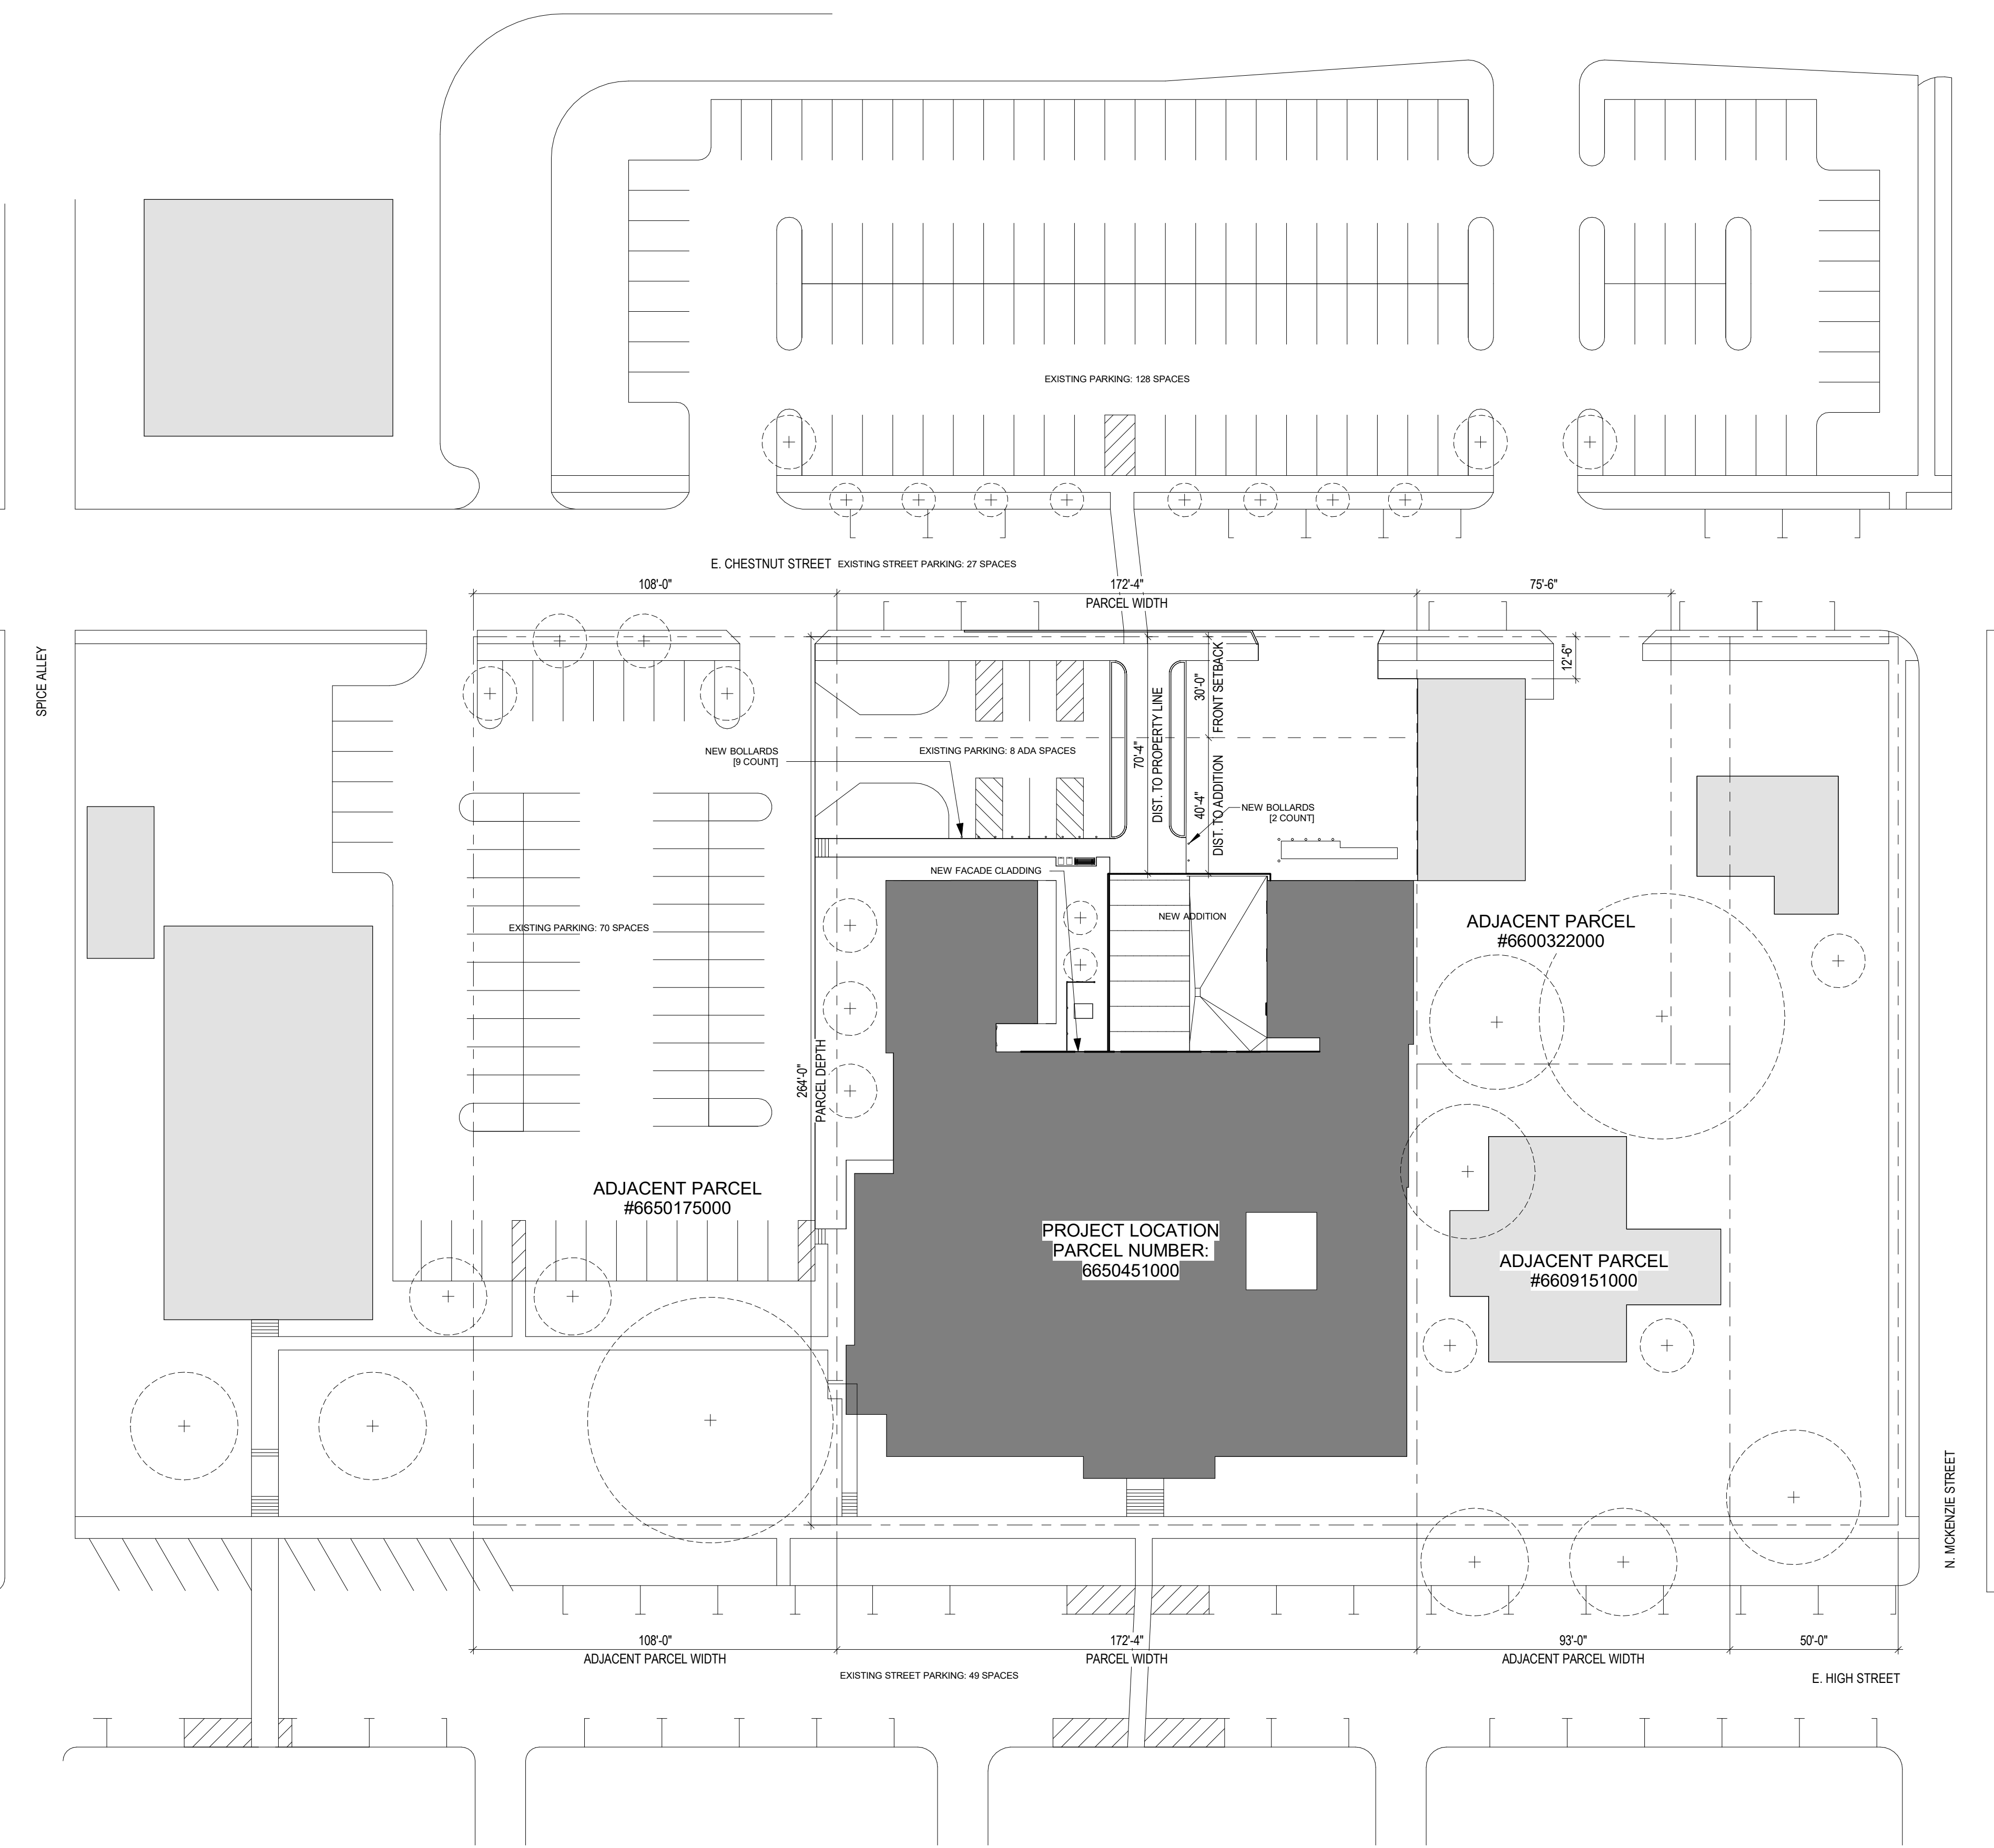 EXISTING PARKING: 128 SPACES
E. CHESTNUT STREET
EXISTING STREET PARKING: 27 SPACES
108'-0"
172'-4"
PARCEL WIDTH
75'-6"
12'-6"
SPICE ALLEY
30'-0"
FRONT SETBACK
70'-4"
DIST. TO PROPERTY LINE
40'-4"
DIST. TO ADDITION
NEW BOLLARDS
[9 COUNT]
EXISTING PARKING: 8 ADA SPACES
NEW BOLLARDS
[2 COUNT]
NEW FACADE CLADDING
NEW ADDITION
EXISTING PARKING: 70 SPACES
ADJACENT PARCEL
#6600322000
264'-0"
PARCEL DEPTH
ADJACENT PARCEL
#6650175000
PROJECT LOCATION
PARCEL NUMBER:
6650451000
ADJACENT PARCEL
#6609151000
N. MCKENZIE STREET
108'-0"
ADJACENT PARCEL WIDTH
172'-4"
PARCEL WIDTH
93'-0"
ADJACENT PARCEL WIDTH
50'-0"
EXISTING STREET PARKING: 49 SPACES
E. HIGH STREET